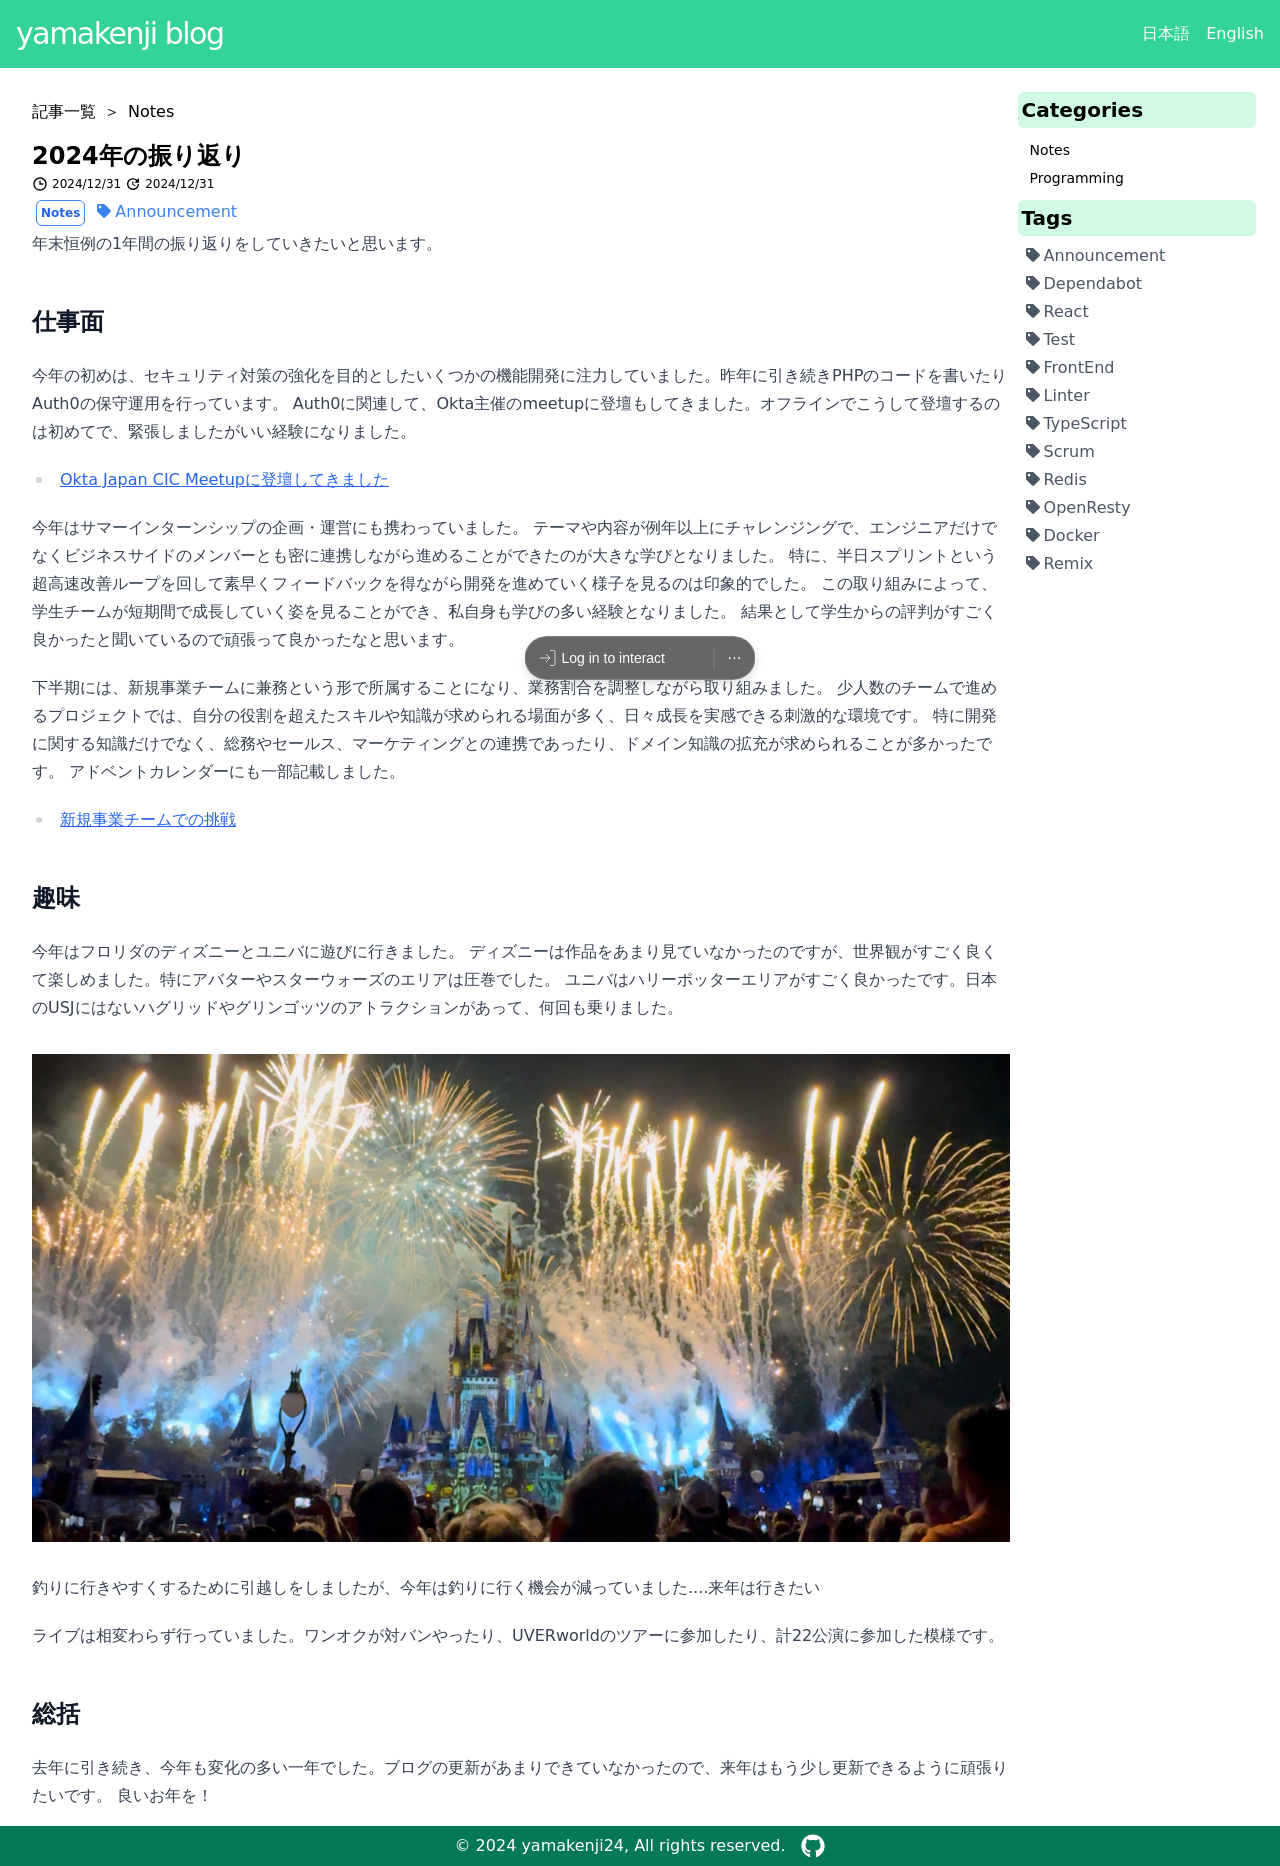 yamakenji blog
日本語 English
記事一覧 > Notes
2024年の振り返り
2024/12/31 2024/12/31
Notes Announcement
年末恒例の1年間の振り返りをしていきたいと思います。
仕事面
今年の初めは、セキュリティ対策の強化を目的としたいくつかの機能開発に注力していました。昨年に引き続きPHPのコードを書いたり
Auth0の保守運用を行っています。 Auth0に関連して、Okta主催のmeetupに登壇もしてきました。オフラインでこうして登壇するの
は初めてで、緊張しましたがいい経験になりました。
Okta Japan CIC Meetupに登壇してきました
今年はサマーインターンシップの企画・運営にも携わっていました。 テーマや内容が例年以上にチャレンジングで、エンジニアだけで
なくビジネスサイドのメンバーとも密に連携しながら進めることができたのが大きな学びとなりました。 特に、半日スプリントという
超高速改善ループを回して素早くフィードバックを得ながら開発を進めていく様子を見るのは印象的でした。 この取り組みによって、
学生チームが短期間で成長していく姿を見ることができ、私自身も学びの多い経験となりました。 結果として学生からの評判がすごく
良かったと聞いているので頑張って良かったなと思います。
Log in to interact
下半期には、新規事業チームに兼務という形で所属することになり、業務割合を調整しながら取り組みました。 少人数のチームで進め
るプロジェクトでは、自分の役割を超えたスキルや知識が求められる場面が多く、日々成長を実感できる刺激的な環境です。 特に開発
に関する知識だけでなく、総務やセールス、マーケティングとの連携であったり、ドメイン知識の拡充が求められることが多かったで
す。 アドベントカレンダーにも一部記載しました。
新規事業チームでの挑戦
趣味
今年はフロリダのディズニーとユニバに遊びに行きました。 ディズニーは作品をあまり見ていなかったのですが、世界観がすごく良く
て楽しめました。特にアバターやスターウォーズのエリアは圧巻でした。 ユニバはハリーポッターエリアがすごく良かったです。日本
のUSJにはないハグリッドやグリンゴッツのアトラクションがあって、何回も乗りました。
釣りに行きやすくするために引越しをしましたが、今年は釣りに行く機会が減っていました....来年は行きたい
ライブは相変わらず行っていました。ワンオクが対バンやったり、UVERworldのツアーに参加したり、計22公演に参加した模様です。
総括
去年に引き続き、今年も変化の多い一年でした。ブログの更新があまりできていなかったので、来年はもう少し更新できるように頑張り
たいです。 良いお年を！
Categories
Notes
Programming
Tags
Announcement
Dependabot
React
Test
FrontEnd
Linter
TypeScript
Scrum
Redis
OpenResty
Docker
Remix
© 2024 yamakenji24, All rights reserved.